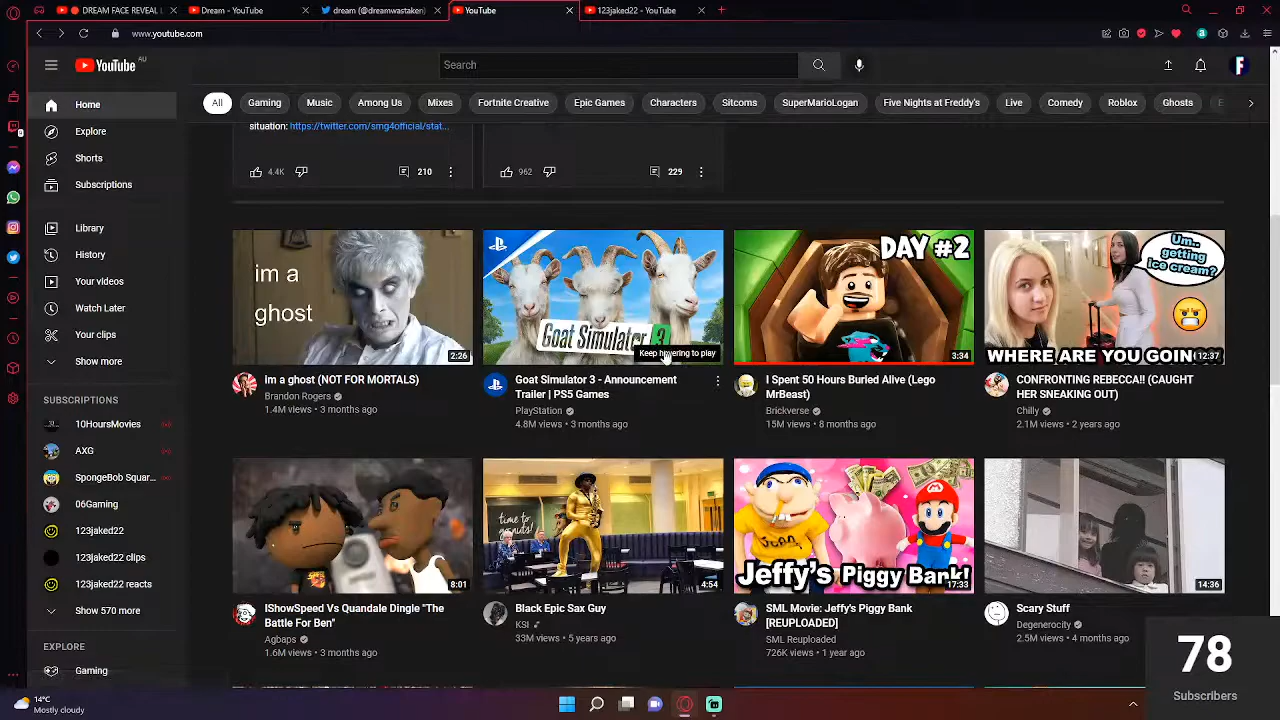 DREAM FACE REVEAL L
Dream - YouTube
dream (@dreamwastaken)
YouTube
123jaked22 - YouTube
www.youtube.com
YouTube AU
Search
All
Gaming
Music
Among Us
Mixes
Fortnite Creative
Epic Games
Characters
Sitcoms
SuperMarioLogan
Five Nights at Freddy's
Live
Comedy
Roblox
Ghosts
Home
Explore
Shorts
Subscriptions
Library
History
Your videos
Watch Later
Your clips
Show more
SUBSCRIPTIONS
10HoursMovies
AXG
SpongeBob Squar...
06Gaming
123jaked22
123jaked22 clips
123jaked22 reacts
Show 570 more
EXPLORE
Gaming
situation: https://twitter.com/smg4official/stat...
4.4K
210
962
229
im a
ghost
2:26
Im a ghost (NOT FOR MORTALS)
Brandon Rogers
1.4M views • 3 months ago
Goat Simulator 3
Keep hovering to play
Goat Simulator 3 - Announcement
Trailer | PS5 Games
PlayStation
4.8M views • 3 months ago
DAY #2
3:34
I Spent 50 Hours Buried Alive (Lego
MrBeast)
Brickverse
15M views • 8 months ago
Um..
getting
ice cream?
WHERE ARE YOU GOIN
12:37
CONFRONTING REBECCA!! (CAUGHT
HER SNEAKING OUT)
Chilly
2.1M views • 2 years ago
8:01
IShowSpeed Vs Quandale Dingle "The
Battle For Ben"
Agbaps
1.6M views • 3 months ago
time to
4:54
Black Epic Sax Guy
KSI
33M views • 5 years ago
Jeffy's Piggy Bank!
17:33
SML Movie: Jeffy's Piggy Bank
[REUPLOADED]
SML Reuploaded
726K views • 1 year ago
14:36
Scary Stuff
Degenerocity
2.5M views • 4 months ago
78
Subscribers
14°C
Mostly cloudy